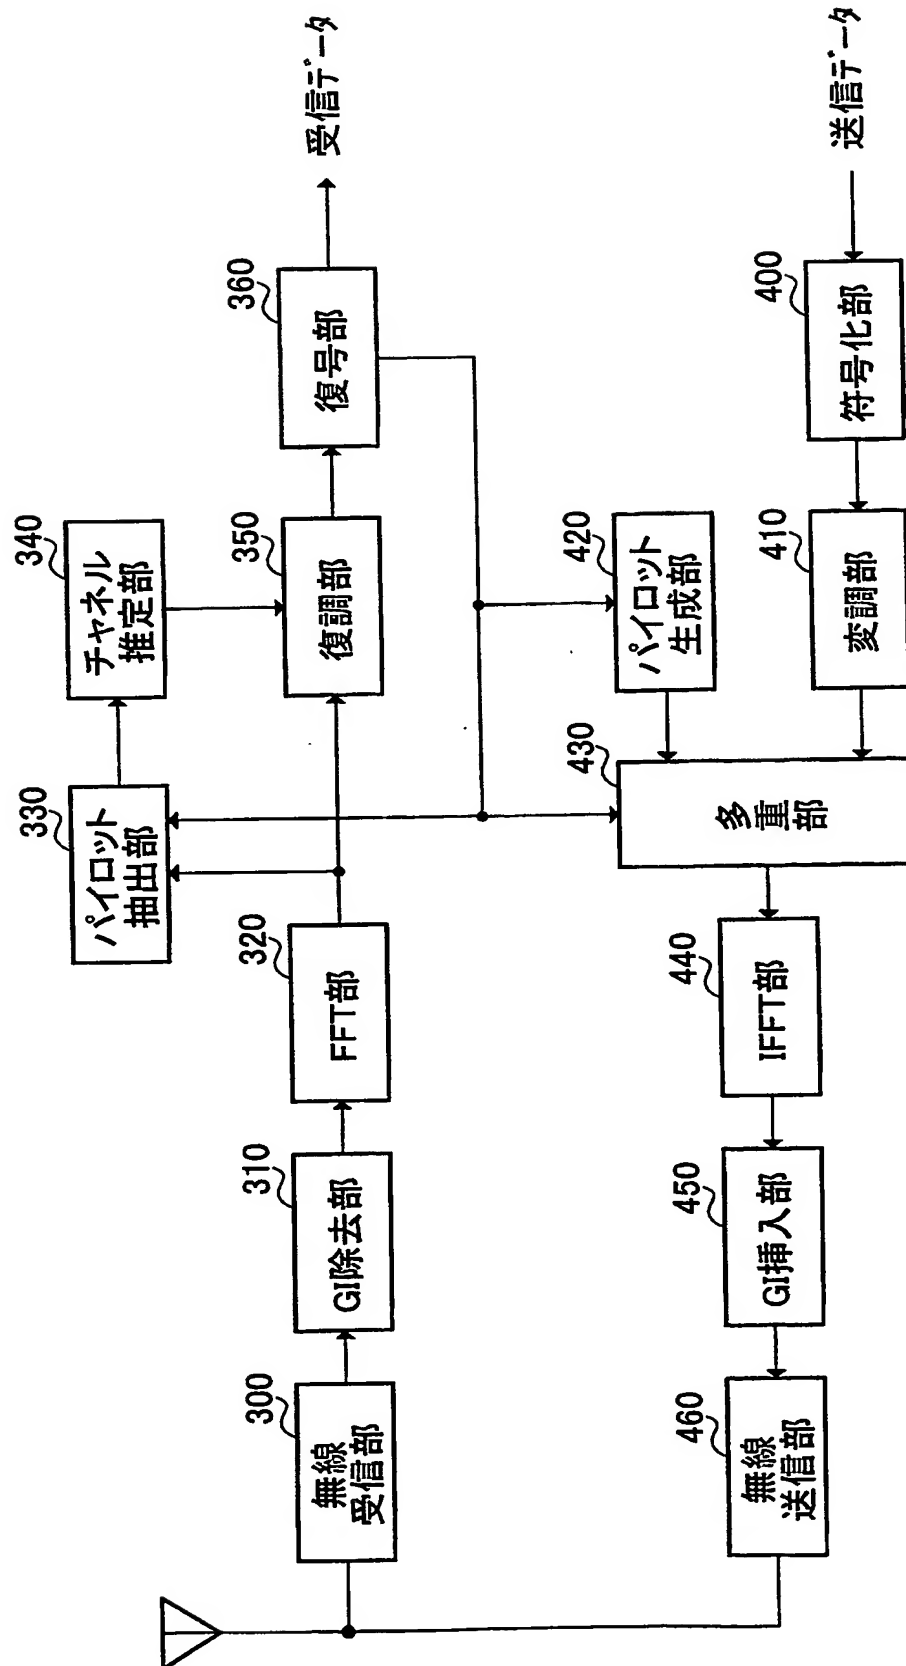 340
チャネル
推定部
330
パイロット
抽出部
300
無線
受信部
310
GI除去部
320
FFT部
350
復調部
360
復号部
受信データ
420
パイロット
生成部
430
多重
部
460
無線
送信部
450
GI挿入部
440
IFFT部
410
変調部
400
符号化部
送信データ